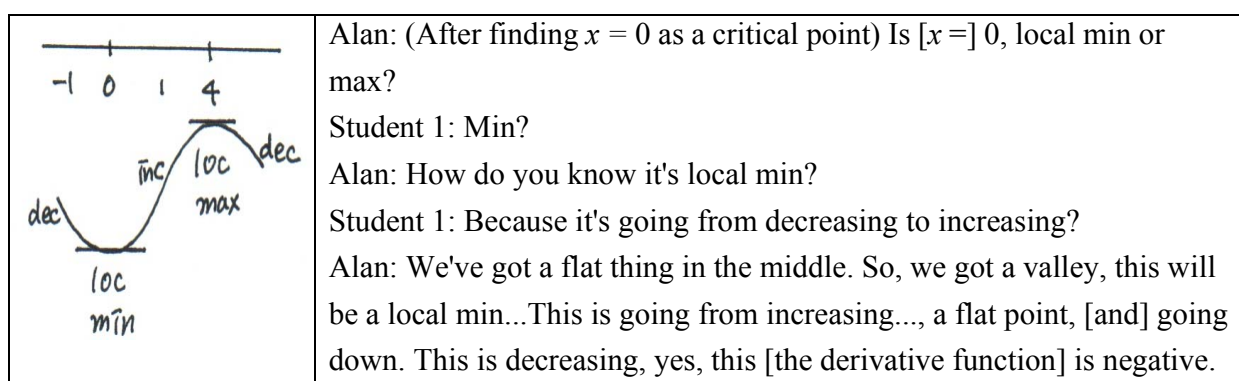 -1 0 1 4
dec
inc
loc
max
dec
loc
min
Alan: (After finding x = 0 as a critical point) Is [x =] 0, local min or
max?
Student 1: Min?
Alan: How do you know it's local min?
Student 1: Because it's going from decreasing to increasing?
Alan: We've got a flat thing in the middle. So, we got a valley, this will
be a local min...This is going from increasing..., a flat point, [and] going
down. This is decreasing, yes, this [the derivative function] is negative.